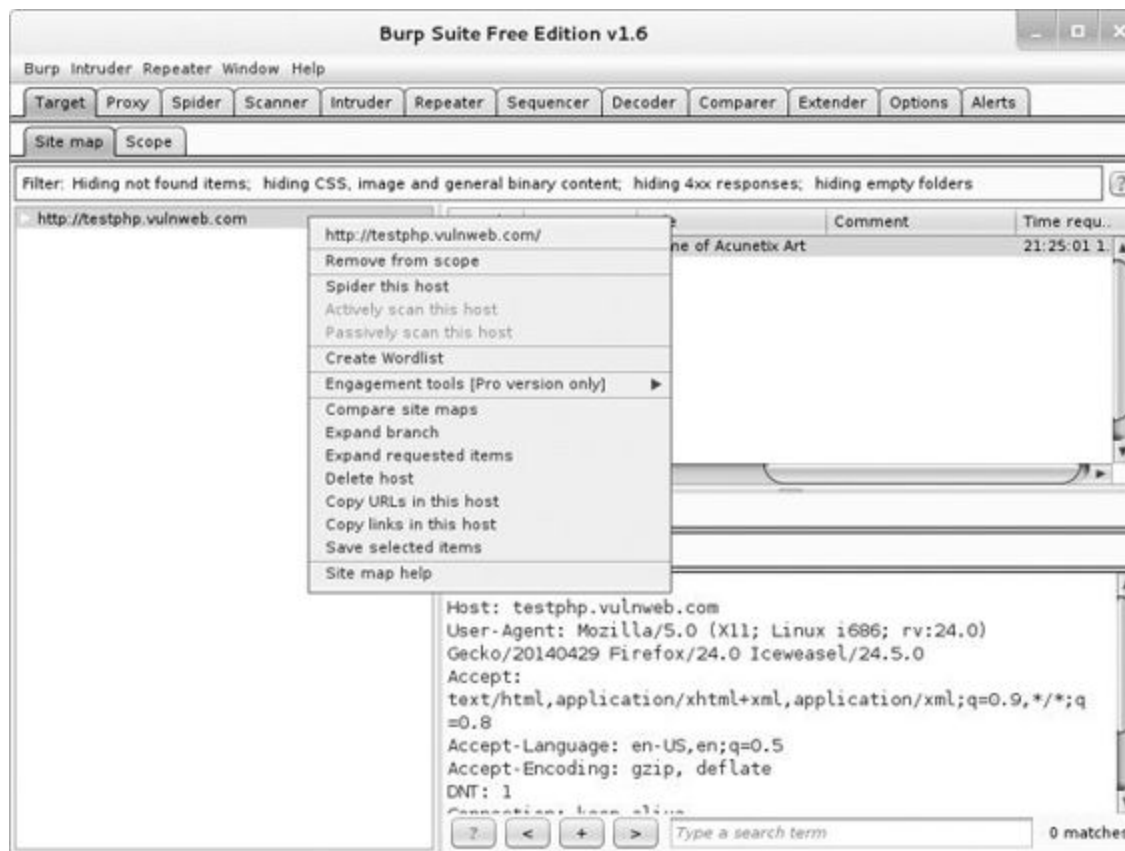 Burp Suite Free Edition v1.6
Burp Intruder Repeater Window Help
Target Proxy Spider Scanner Intruder Repeater Sequencer Decoder Comparer Extender Options Alerts
Site map Scope
Filter: Hiding not found items; hiding CSS, image and general binary content; hiding 4xx responses; hiding empty folders
?
http://testphp.vulnweb.com
Comment Time requ..
ne of Acunetix Art 21:25:01 1.
http://testphp.vulnweb.com/
Remove from scope
Spider this host
Actively scan this host
Passively scan this host
Create Wordlist
Engagement tools [Pro version only]
Compare site maps
Expand branch
Expand requested items
Delete host
Copy URLs in this host
Copy links in this host
Save selected items
Site map help
Host: testphp.vulnweb.com
User-Agent: Mozilla/5.0 (X11; Linux i686; rv:24.0)
Gecko/20140429 Firefox/24.0 Iceweasel/24.5.0
Accept:
text/html,application/xhtml+xml,application/xml;q=0.9,*/*;q
=0.8
Accept-Language: en-US,en;q=0.5
Accept-Encoding: gzip, deflate
DNT: 1
Connection: keep-alive
? < + > Type a search term 0 matches